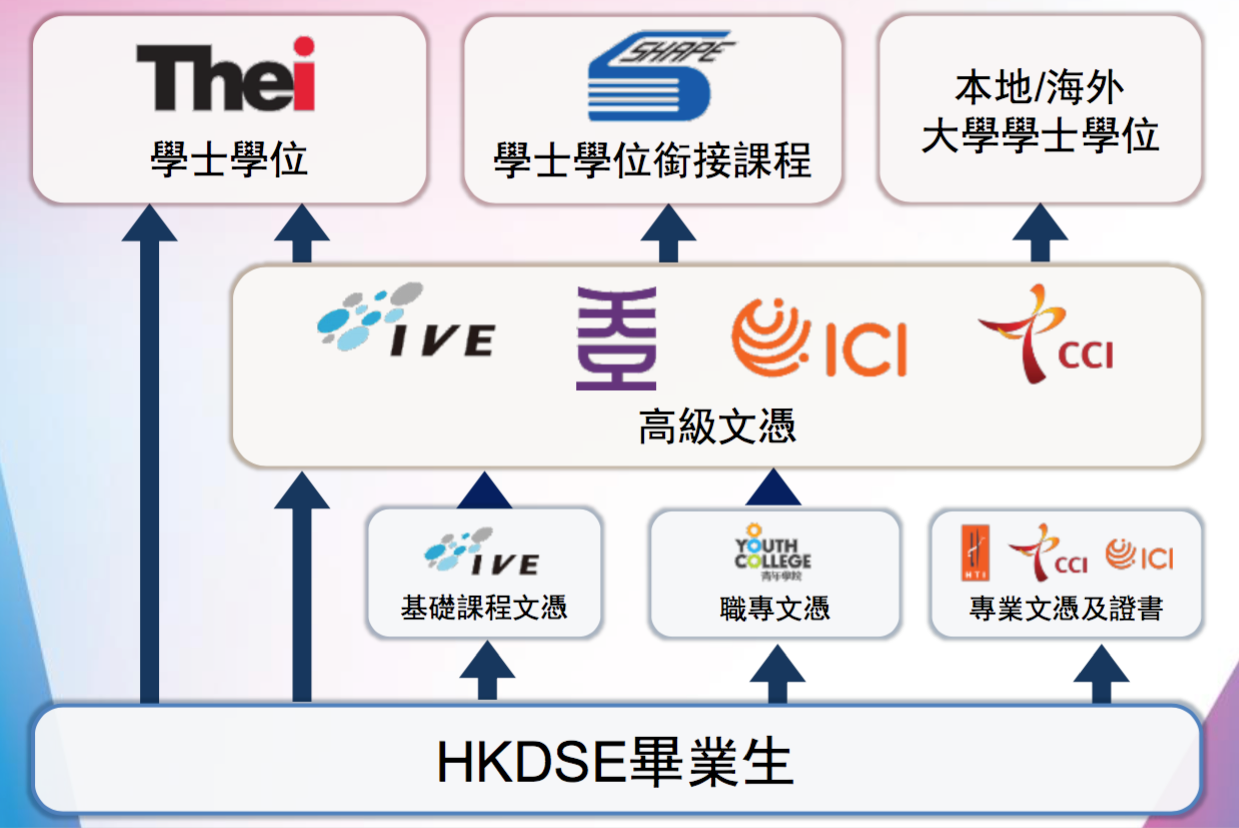 Thei
學士學位
SHAPE
學士學位銜接課程
本地/海外
大學學士學位
IVE
ICI
CCI
高級文憑
IVE
基礎課程文憑
YOUTH
COLLEGE
青年學院
職專文憑
HTI
CCI
ICI
專業文憑及證書
HKDSE畢業生